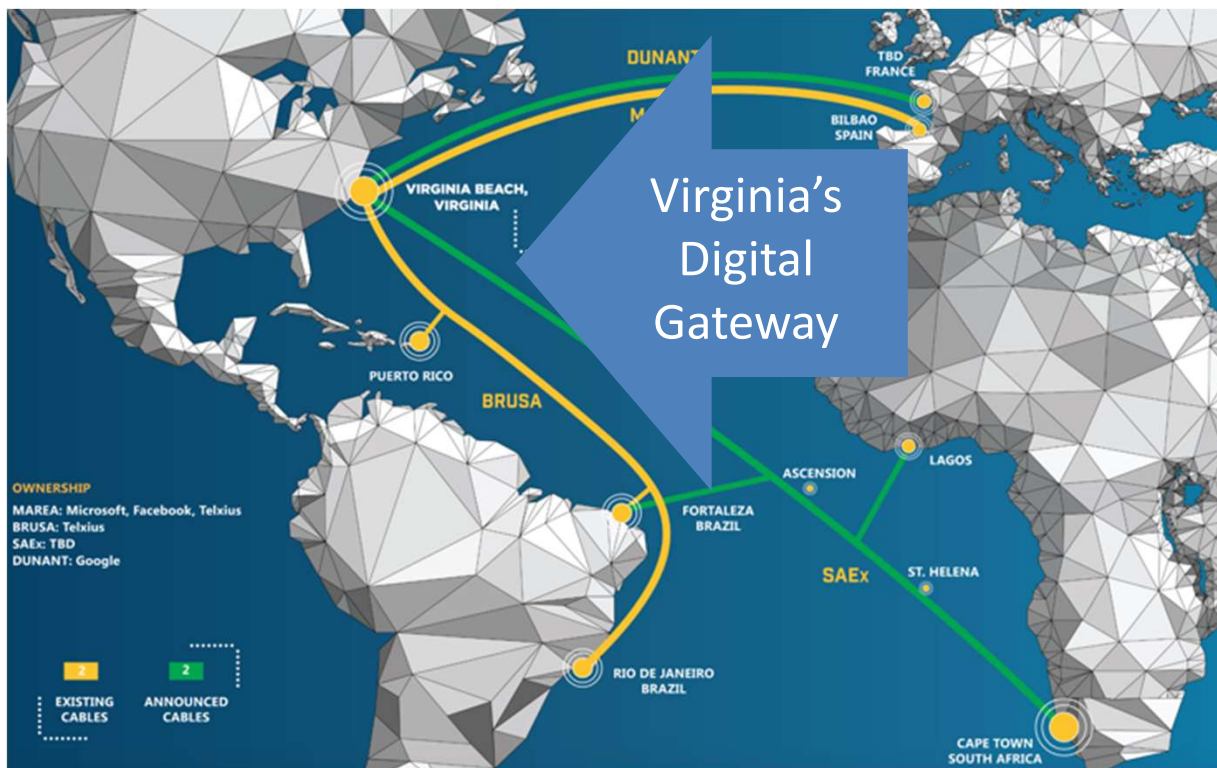 DUNANT
TBD
FRANCE
BILBAO
SPAIN
VIRGINIA BEACH,
VIRGINIA
Virginia’s
Digital
Gateway
PUERTO RICO
BRUSA
LAGOS
ASCENSION
FORTALEZA
BRAZIL
OWNERSHIP
MAREA: Microsoft, Facebook, Telxius
BRUSA: Telxius
SAEx: TBD
DUNANT: Google
SAEx
ST. HELENA
RIO DE JANEIRO
BRAZIL
2
EXISTING
CABLES
2
ANNOUNCED
CABLES
CAPE TOWN
SOUTH AFRICA